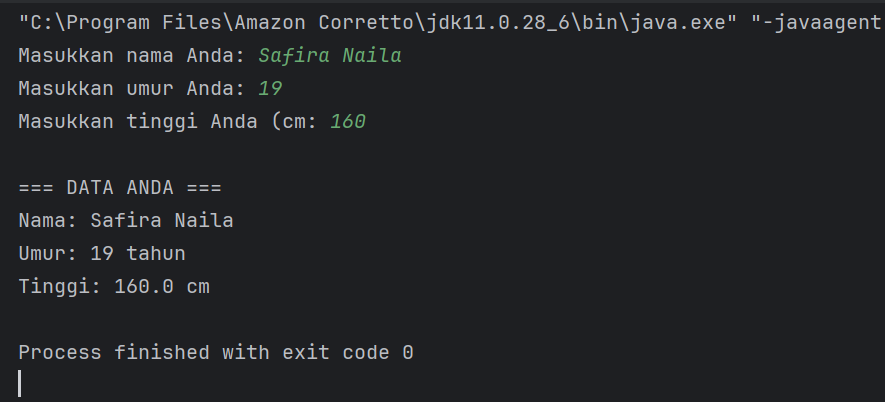 "C:\Program Files\Amazon Corretto\jdk11.0.28_6\bin\java.exe" "-javaagent
Masukkan nama Anda: Safira Naila
Masukkan umur Anda: 19
Masukkan tinggi Anda (cm: 160
=== DATA ANDA ===
Nama: Safira Naila
Umur: 19 tahun
Tinggi: 160.0 cm
Process finished with exit code 0